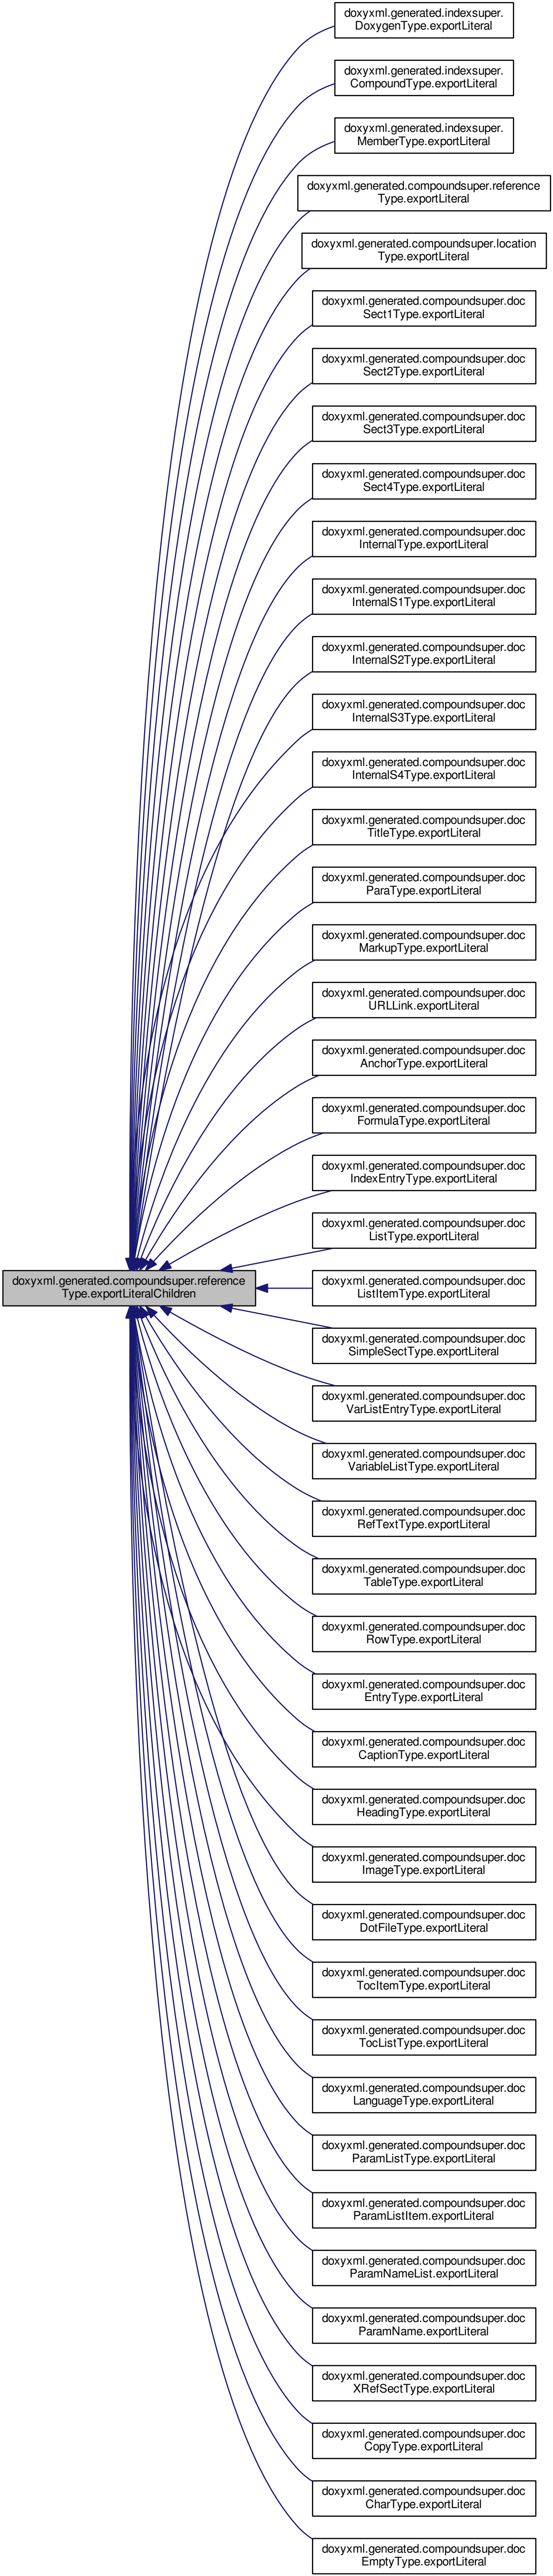 doxyxml.generated.indexsuper.
DoxygenType.exportLiteral
doxyxml.generated.indexsuper.
CompoundType.exportLiteral
doxyxml.generated.indexsuper.
MemberType.exportLiteral
doxyxml.generated.compoundsuper.reference
Type.exportLiteral
doxyxml.generated.compoundsuper.location
Type.exportLiteral
doxyxml.generated.compoundsuper.doc
Sect1Type.exportLiteral
doxyxml.generated.compoundsuper.doc
Sect2Type.exportLiteral
doxyxml.generated.compoundsuper.doc
Sect3Type.exportLiteral
doxyxml.generated.compoundsuper.doc
Sect4Type.exportLiteral
doxyxml.generated.compoundsuper.doc
InternalType.exportLiteral
doxyxml.generated.compoundsuper.doc
InternalS1Type.exportLiteral
doxyxml.generated.compoundsuper.doc
InternalS2Type.exportLiteral
doxyxml.generated.compoundsuper.doc
InternalS3Type.exportLiteral
doxyxml.generated.compoundsuper.doc
InternalS4Type.exportLiteral
doxyxml.generated.compoundsuper.doc
TitleType.exportLiteral
doxyxml.generated.compoundsuper.doc
ParaType.exportLiteral
doxyxml.generated.compoundsuper.doc
MarkupType.exportLiteral
doxyxml.generated.compoundsuper.doc
URLLink.exportLiteral
doxyxml.generated.compoundsuper.doc
AnchorType.exportLiteral
doxyxml.generated.compoundsuper.doc
FormulaType.exportLiteral
doxyxml.generated.compoundsuper.doc
IndexEntryType.exportLiteral
doxyxml.generated.compoundsuper.doc
ListType.exportLiteral
doxyxml.generated.compoundsuper.reference
Type.exportLiteralChildren
doxyxml.generated.compoundsuper.doc
ListItemType.exportLiteral
doxyxml.generated.compoundsuper.doc
SimpleSectType.exportLiteral
doxyxml.generated.compoundsuper.doc
VarListEntryType.exportLiteral
doxyxml.generated.compoundsuper.doc
VariableListType.exportLiteral
doxyxml.generated.compoundsuper.doc
RefTextType.exportLiteral
doxyxml.generated.compoundsuper.doc
TableType.exportLiteral
doxyxml.generated.compoundsuper.doc
RowType.exportLiteral
doxyxml.generated.compoundsuper.doc
EntryType.exportLiteral
doxyxml.generated.compoundsuper.doc
CaptionType.exportLiteral
doxyxml.generated.compoundsuper.doc
HeadingType.exportLiteral
doxyxml.generated.compoundsuper.doc
ImageType.exportLiteral
doxyxml.generated.compoundsuper.doc
DotFileType.exportLiteral
doxyxml.generated.compoundsuper.doc
TocItemType.exportLiteral
doxyxml.generated.compoundsuper.doc
TocListType.exportLiteral
doxyxml.generated.compoundsuper.doc
LanguageType.exportLiteral
doxyxml.generated.compoundsuper.doc
ParamListType.exportLiteral
doxyxml.generated.compoundsuper.doc
ParamListItem.exportLiteral
doxyxml.generated.compoundsuper.doc
ParamNameList.exportLiteral
doxyxml.generated.compoundsuper.doc
ParamName.exportLiteral
doxyxml.generated.compoundsuper.doc
XRefSectType.exportLiteral
doxyxml.generated.compoundsuper.doc
CopyType.exportLiteral
doxyxml.generated.compoundsuper.doc
CharType.exportLiteral
doxyxml.generated.compoundsuper.doc
EmptyType.exportLiteral